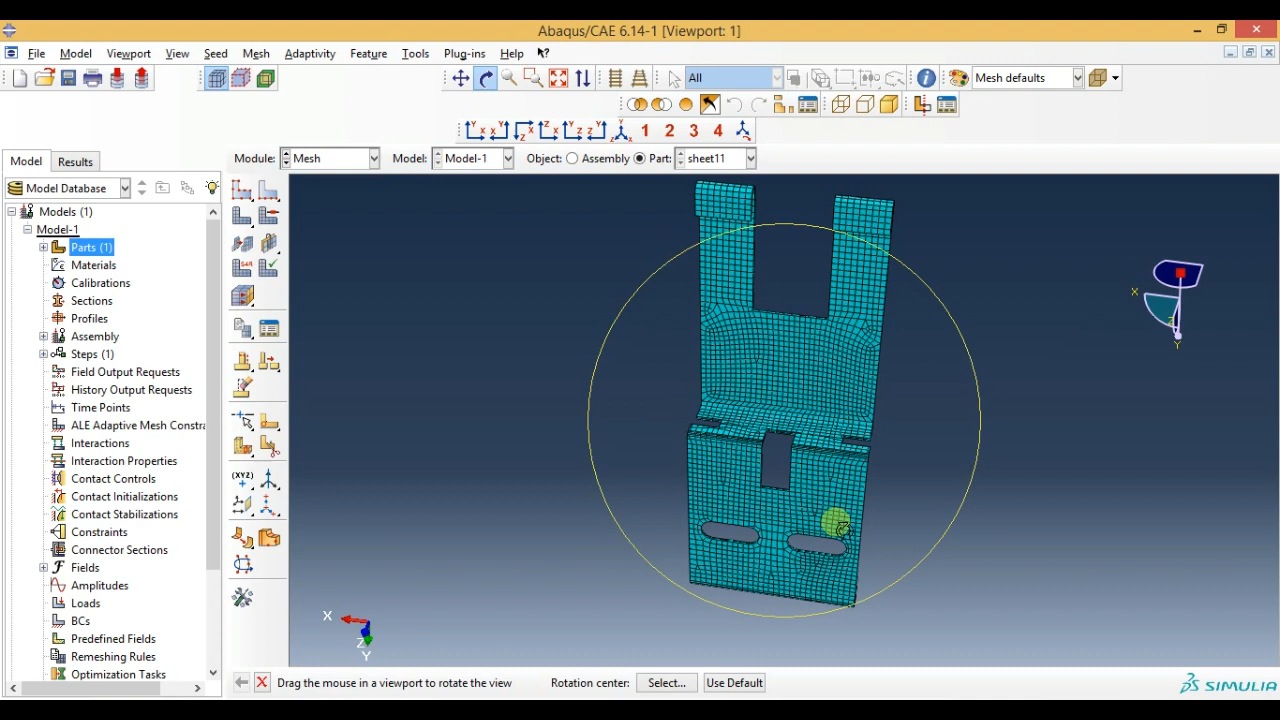 Abaqus/CAE 6.14-1 [Viewport: 1]
File Model Viewport View Seed Mesh Adaptivity Feature Tools Plug-ins Help
All Mesh defaults
1 2 3 4
Model Results Module: Mesh Model: Model-1 Object: Assembly Part: sheet11
Model Database
Models (1)
Model-1
Parts (1)
Materials
Calibrations
Sections
Profiles
Assembly
Steps (1)
Field Output Requests
History Output Requests
Time Points
ALE Adaptive Mesh Constra
Interactions
Interaction Properties
Contact Controls
Contact Initializations
Contact Stabilizations
Constraints
Connector Sections
Fields
Amplitudes
Loads
BCs
Predefined Fields
Remeshing Rules
Optimization Tasks
X
Z
Y
X
Y
Drag the mouse in a viewport to rotate the view Rotation center: Select... Use Default
SIMULIA